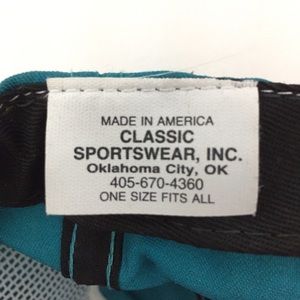 MADE IN AMERICA
CLASSIC
SPORTSWEAR, INC.
Oklahoma City, OK
405-670-4360
ONE SIZE FITS ALL